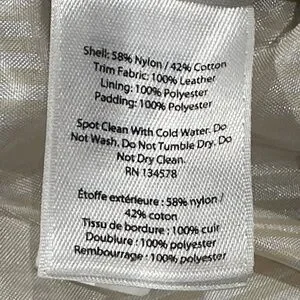 Shell: 58% Nylon / 42% Cotton
Trim Fabric: 100% Leather
Lining: 100% Polyester
Padding: 100% Polyester
Spot Clean With Cold Water. Do
Not Wash. Do Not Tumble Dry. Do
Not Dry Clean.
RN 134578
Étoffe extérieure : 58% nylon /
42% coton
Tissu de bordure : 100% cuir
Doublure : 100% polyester
Rembourrage : 100% polyester